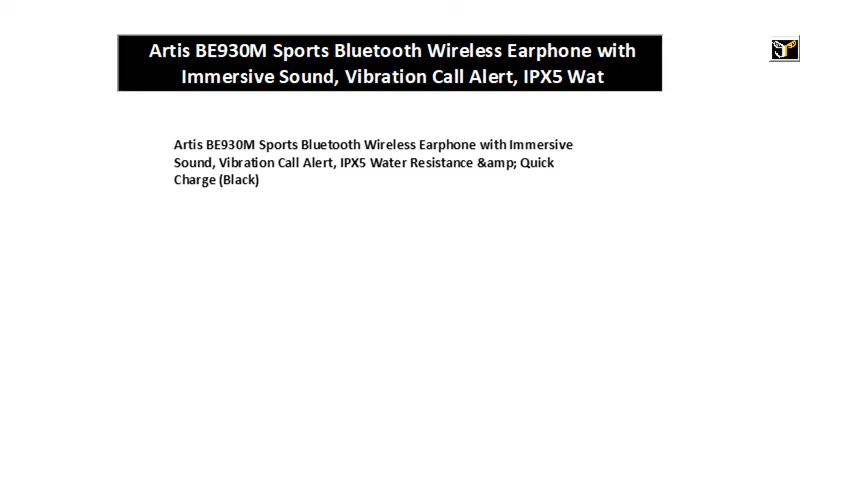 Artis BE930M Sports Bluetooth Wireless Earphone with
Immersive Sound, Vibration Call Alert, IPX5 Wat
Artis BE930M Sports Bluetooth Wireless Earphone with Immersive
Sound, Vibration Call Alert, IPX5 Water Resistance &amp; Quick
Charge (Black)